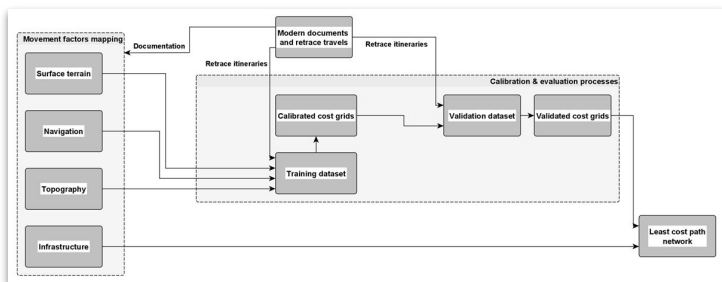 Modern documents
and retrace travels
Movement factors mapping
Documentation
Retrace itineraries
Retrace itineraries
Surface terrain
Calibration & evaluation processes
Navigation
Calibrated cost grids
Validation dataset
Validated cost grids
Topography
Training dataset
Infrastructure
Least cost path
network